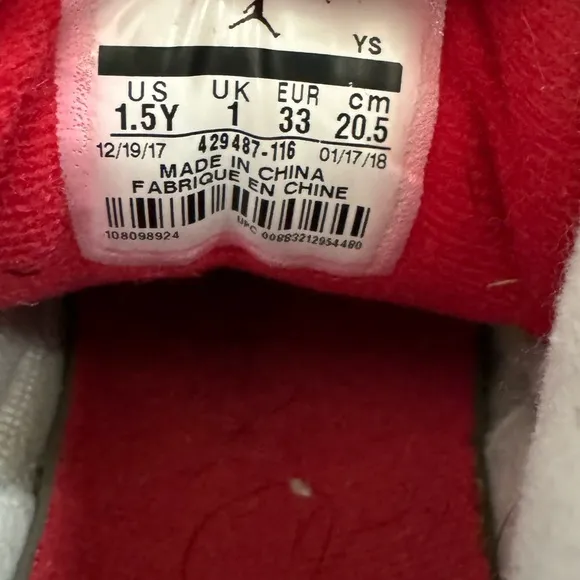 YS
US UK EUR cm
1.5Y 1 33 20.5
12/19/17 429487-116 01/17/18
MADE IN CHINA
FABRIQUE EN CHINE
108098924 UPC 00883212954480